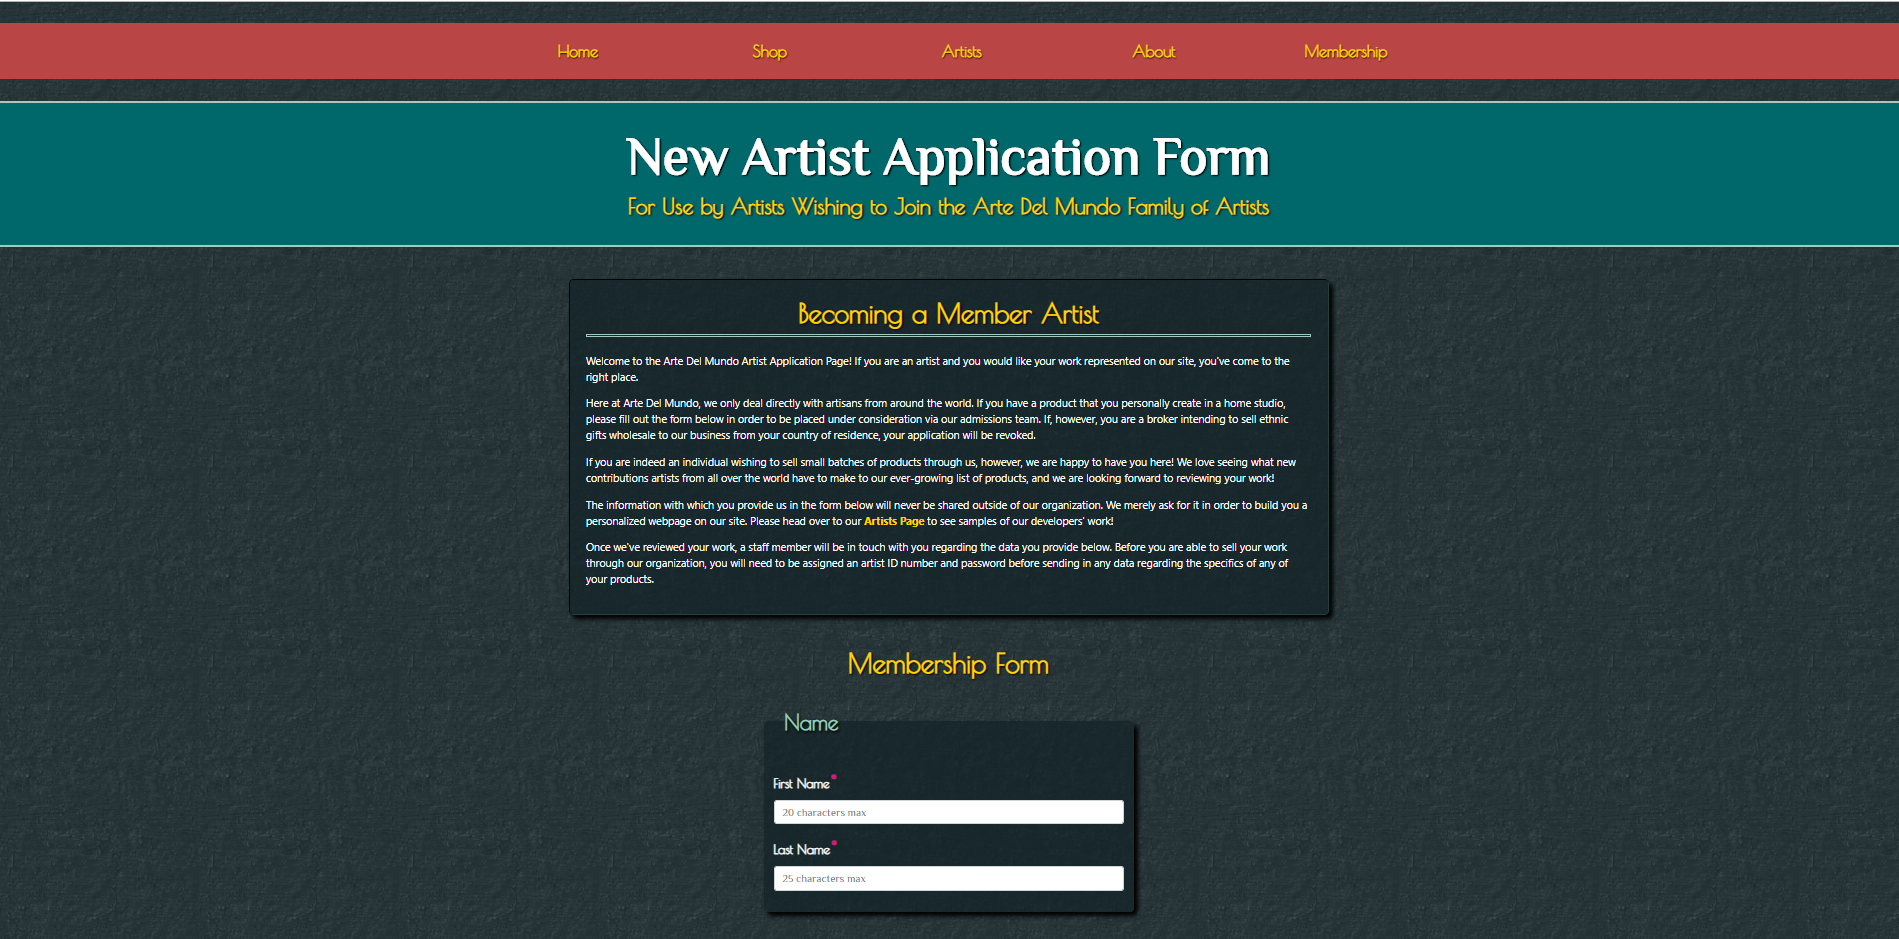 Home Shop Artists About Membership
New Artist Application Form
For Use by Artists Wishing to Join the Arte Del Mundo Family of Artists
Becoming a Member Artist
Welcome to the Arte Del Mundo Artist Application Page! If you are an artist and you would like your work represented on our site, you've come to the
right place.
Here at Arte Del Mundo, we only deal directly with artisans from around the world. If you have a product that you personally create in a home studio,
please fill out the form below in order to be placed under consideration via our admissions team. If, however, you are a broker intending to sell ethnic
gifts wholesale to our business from your country of residence, your application will be revoked.
If you are indeed an individual wishing to sell small batches of products through us, however, we are happy to have you here! We love seeing what new
contributions artists from all over the world have to make to our ever-growing list of products, and we are looking forward to reviewing your work!
The information with which you provide us in the form below will never be shared outside of our organization. We merely ask for it in order to build you a
personalized webpage on our site. Please head over to our Artists Page to see samples of our developers' work!
Once we've reviewed your work, a staff member will be in touch with you regarding the data you provide below. Before you are able to sell your work
through our organization, you will need to be assigned an artist ID number and password before sending in any data regarding the specifics of any of
your products.
Membership Form
Name
First Name*
20 characters max
Last Name*
25 characters max